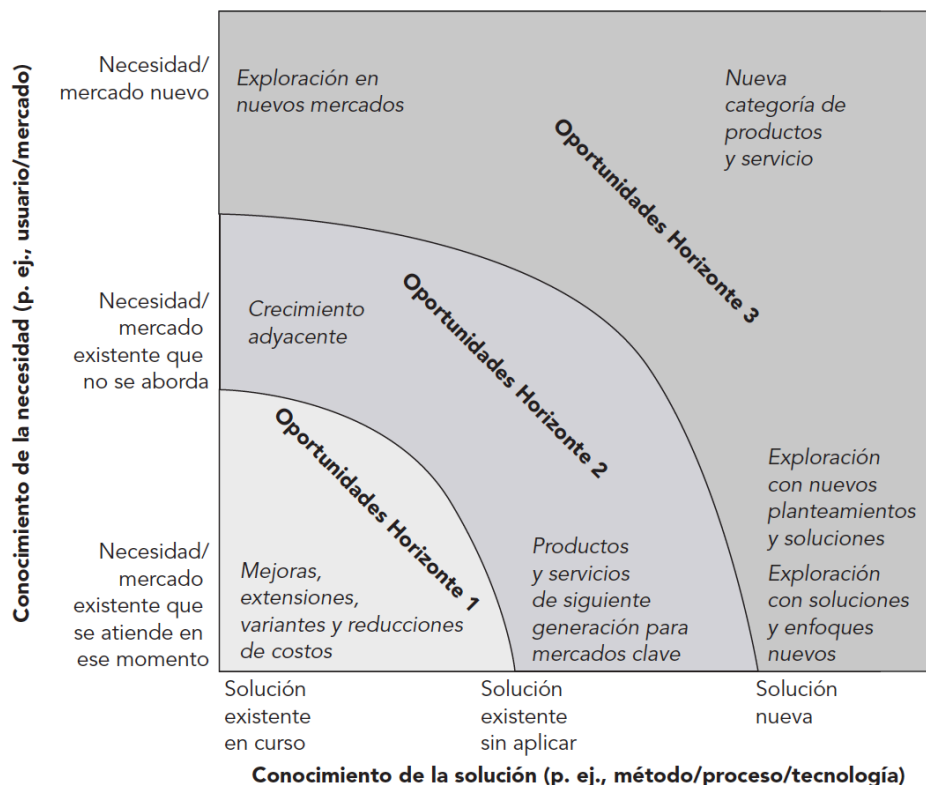 Conocimiento de la necesidad (p. ej., usuario/mercado)
Necesidad/
mercado nuevo
Exploración en
nuevos mercados
Nueva
categoría de
productos
y servicio
Oportunidades Horizonte 3
Necesidad/
mercado
existente que
no se aborda
Crecimiento
adyacente
Oportunidades Horizonte 2
Oportunidades Horizonte 1
Necesidad/
mercado
existente que
se atiende en
ese momento
Mejoras,
extensiones,
variantes y reducciones
de costos
Productos
y servicios
de siguiente
generación para
mercados clave
Exploración
con nuevos
planteamientos
y soluciones
Exploración
con soluciones
y enfoques
nuevos
Solución
existente
en curso
Solución
existente
sin aplicar
Solución
nueva
Conocimiento de la solución (p. ej., método/proceso/tecnología)